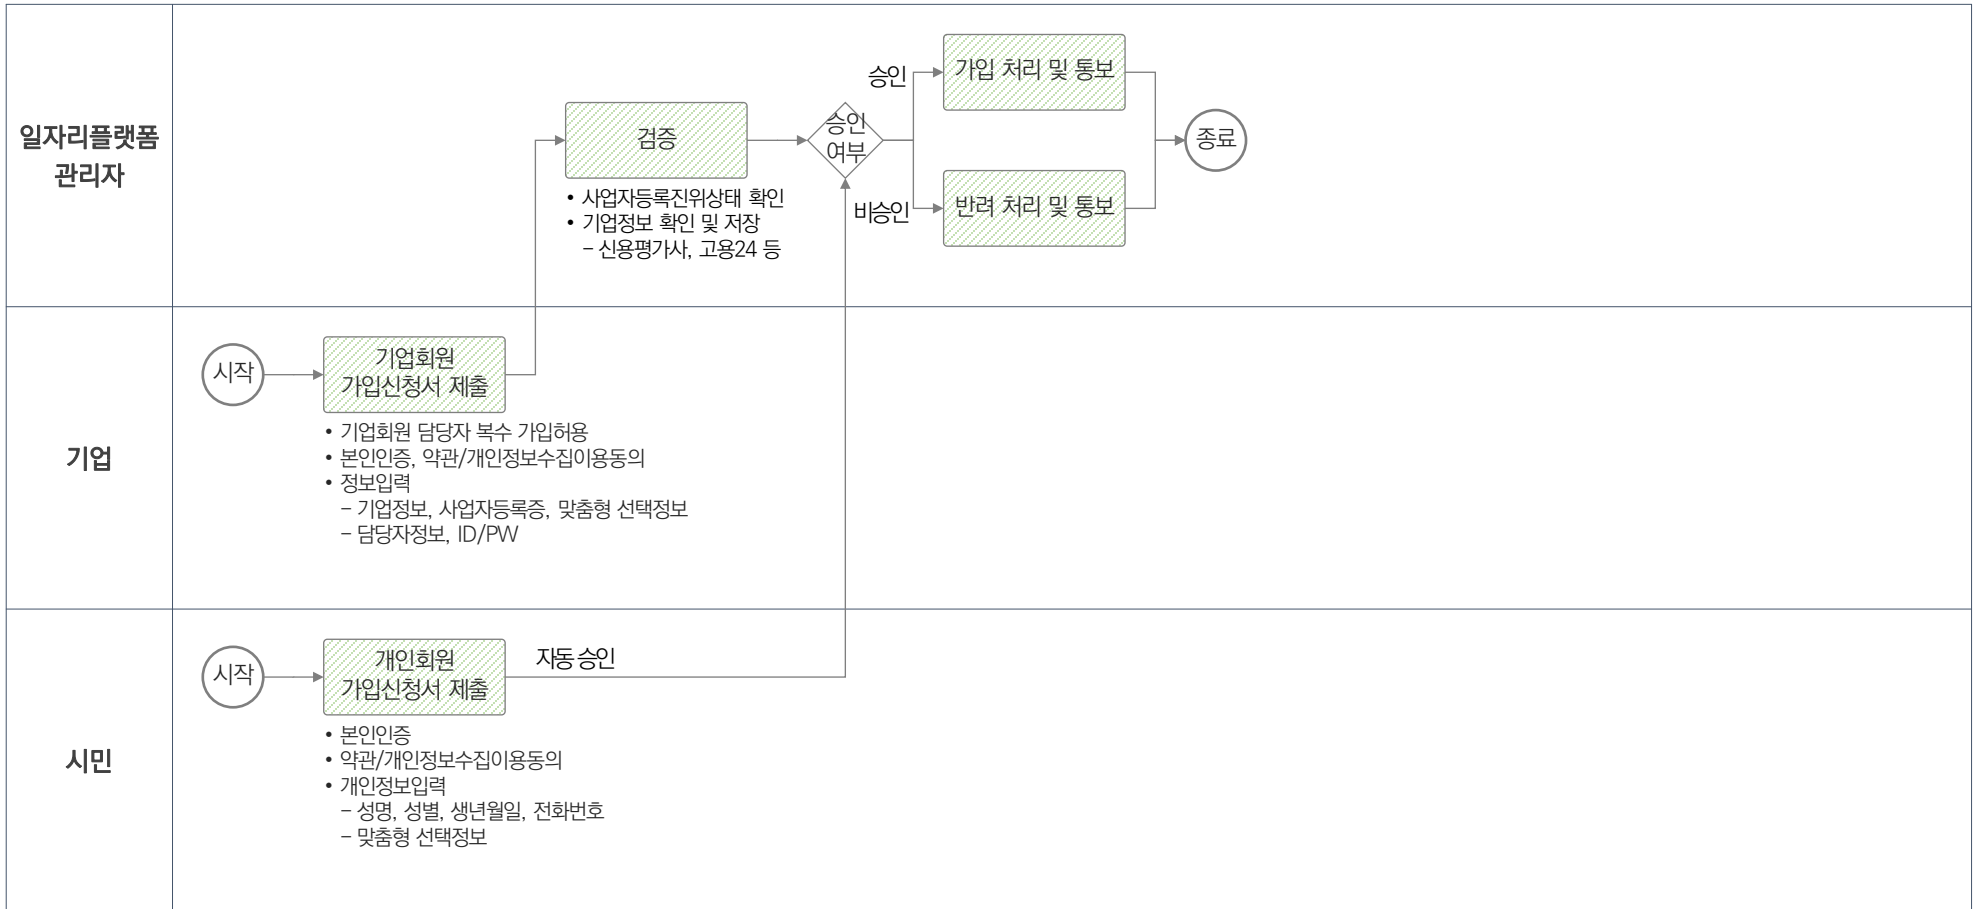 일자리플랫폼
관리자
검증
• 사업자등록진위상태 확인
• 기업정보 확인 및 저장
– 신용평가사, 고용24 등
승인
여부
승인
비승인
가입 처리 및 통보
반려 처리 및 통보
종료
기업
시작
기업회원
가입신청서 제출
• 기업회원 담당자 복수 가입허용
• 본인인증, 약관/개인정보수집이용동의
• 정보입력
– 기업정보, 사업자등록증, 맞춤형 선택정보
– 담당자정보, ID/PW
시민
시작
개인회원
가입신청서 제출
자동 승인
• 본인인증
• 약관/개인정보수집이용동의
• 개인정보입력
– 성명, 성별, 생년월일, 전화번호
– 맞춤형 선택정보